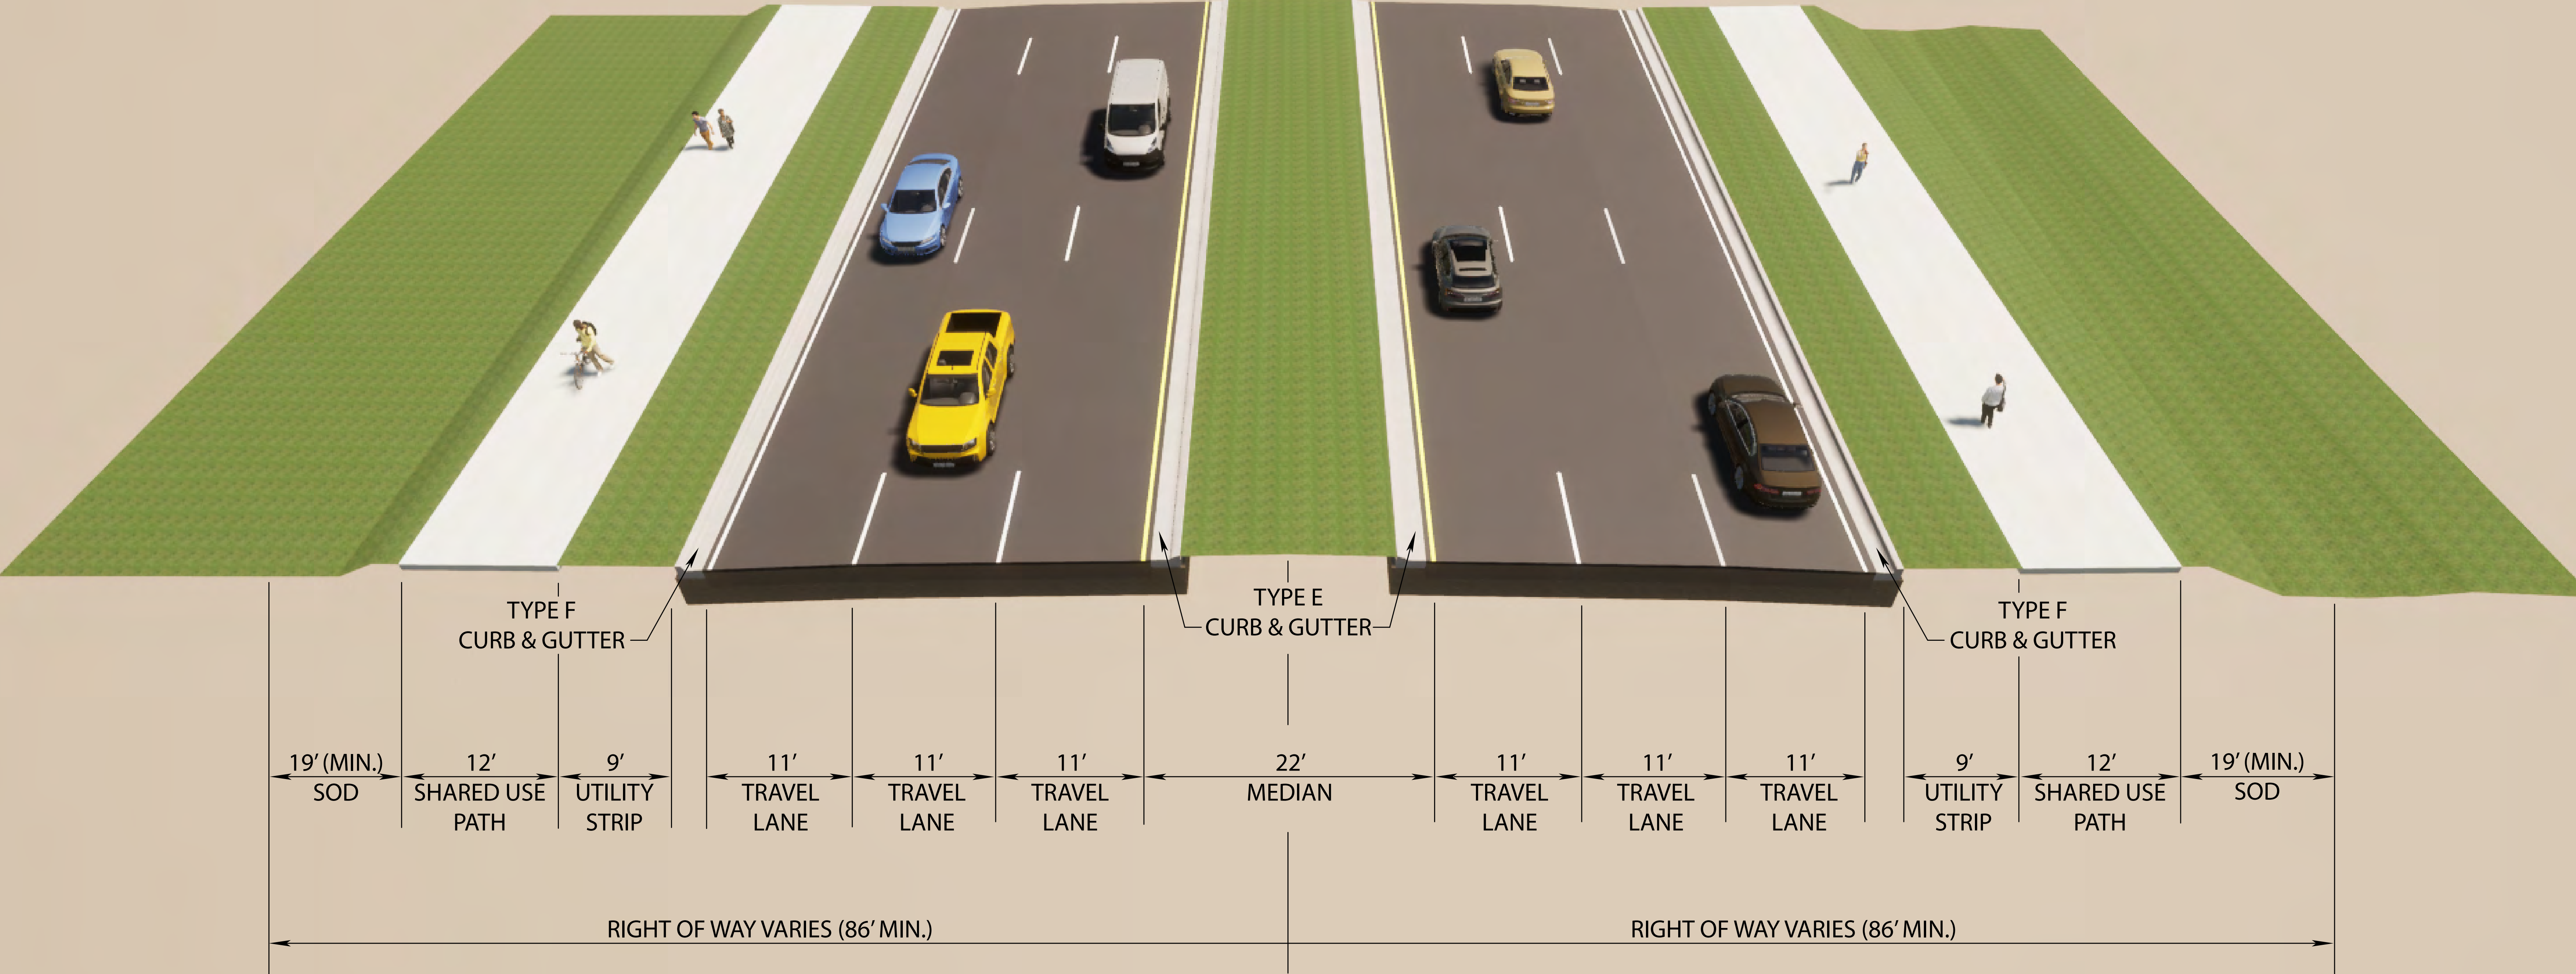 TYPE F
CURB & GUTTER
TYPE E
CURB & GUTTER
TYPE F
CURB & GUTTER
19’ (MIN.)
SOD
12’
SHARED USE
PATH
9’
UTILITY
STRIP
11’
TRAVEL
LANE
11’
TRAVEL
LANE
11’
TRAVEL
LANE
22’
MEDIAN
11’
TRAVEL
LANE
11’
TRAVEL
LANE
11’
TRAVEL
LANE
9’
UTILITY
STRIP
12’
SHARED USE
PATH
19’ (MIN.)
SOD
RIGHT OF WAY VARIES (86’ MIN.)
RIGHT OF WAY VARIES (86’ MIN.)